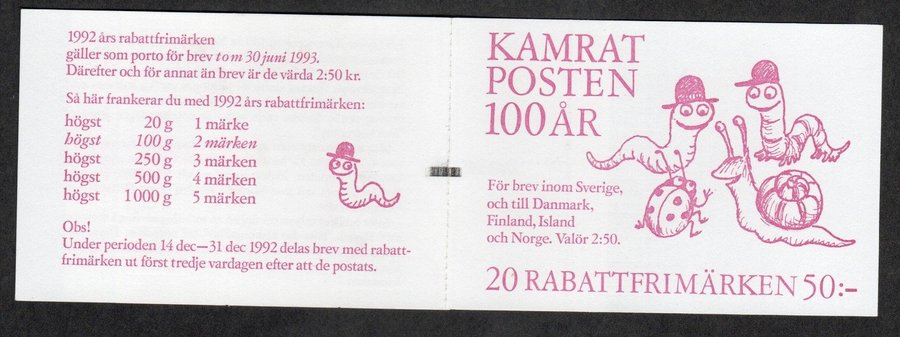 1992 års rabattfrimärken
gäller som porto för brev t o m 30 juni 1993.
Därefter och för annat än brev är de värda 2:50 kr.
Så här frankerar du med 1992 års rabattfrimärken:
högst 20 g 1 märke
högst 100 g 2 märken
högst 250 g 3 märken
högst 500 g 4 märken
högst 1000 g 5 märken
Obs!
Under perioden 14 dec—31 dec 1992 delas brev med rabatt-
frimärken ut först tredje vardagen efter att de postats.
KAMRAT
POSTEN
100 ÅR
För brev inom Sverige,
och till Danmark,
Finland, Island
och Norge. Valör 2:50.
20 RABATTFRIMÄRKEN 50:-